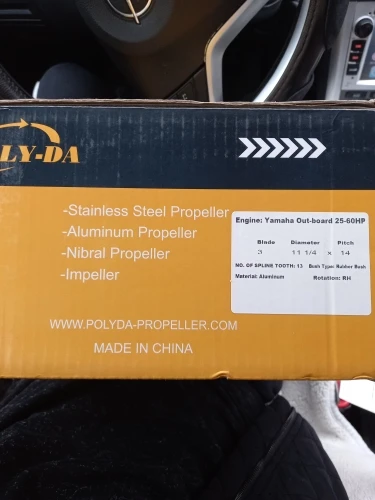 LY-DA
-Stainless Steel Propeller
-Aluminum Propeller
-Nibral Propeller
-Impeller
Engine: Yamaha Out-board 25-60HP
Blade Diameter Pitch
3 11 1/4 x 14
NO. OF SPLINE TOOTH: 13 Bush Type: Rubber Bush
Material: Aluminum Rotation: RH
WWW.POLYDA-PROPELLER.COM
MADE IN CHINA